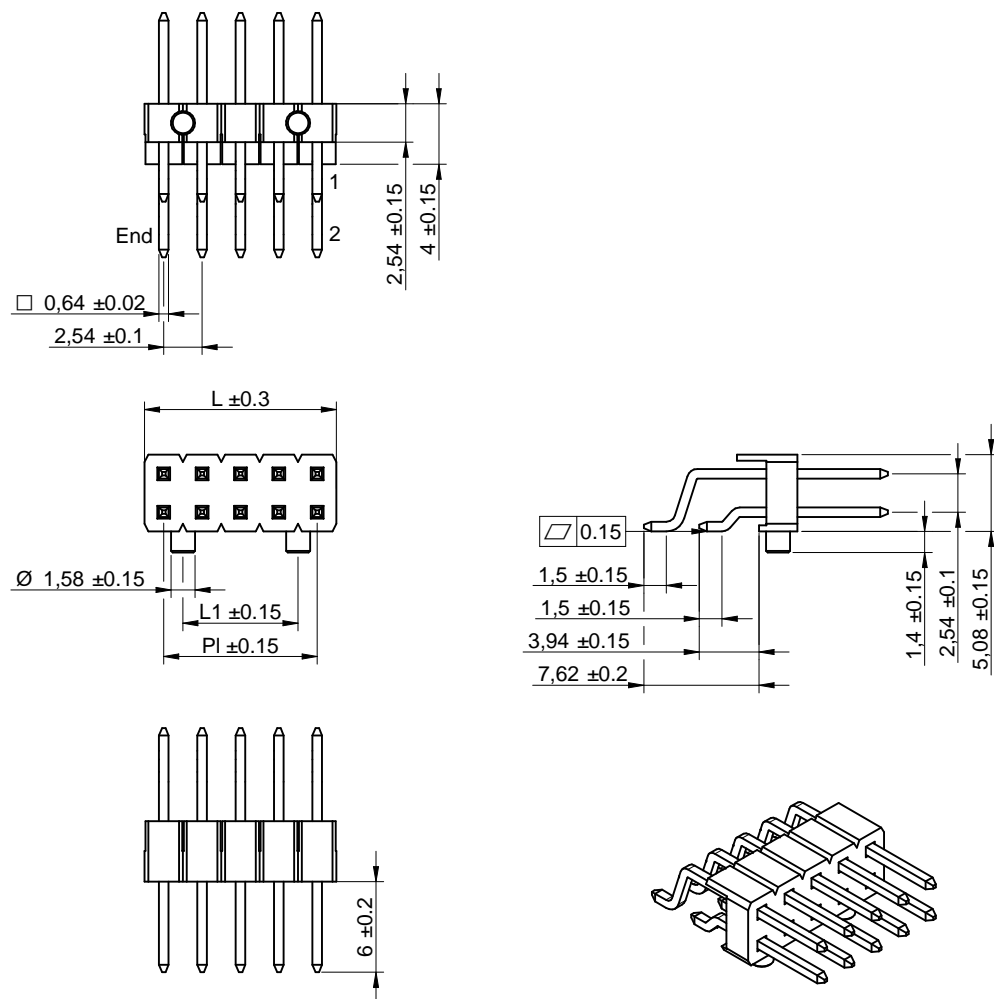 1
End
2
2,54 ±0.15
4 ±0.15
□ 0,64 ±0.02
2,54 ±0.1
L ±0.3
Ø 1,58 ±0.15
L1 ±0.15
Pl ±0.15
0.15
1,5 ±0.15
1,5 ±0.15
3,94 ±0.15
7,62 ±0.2
1,4 ±0.15
2,54 ±0.1
5,08 ±0.15
6 ±0.2